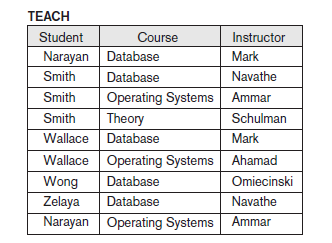 TEACH
Student Course Instructor
Narayan Database Mark
Smith Database Navathe
Smith Operating Systems Ammar
Smith Theory Schulman
Wallace Database Mark
Wallace Operating Systems Ahamad
Wong Database Omiecinski
Zelaya Database Navathe
Narayan Operating Systems Ammar